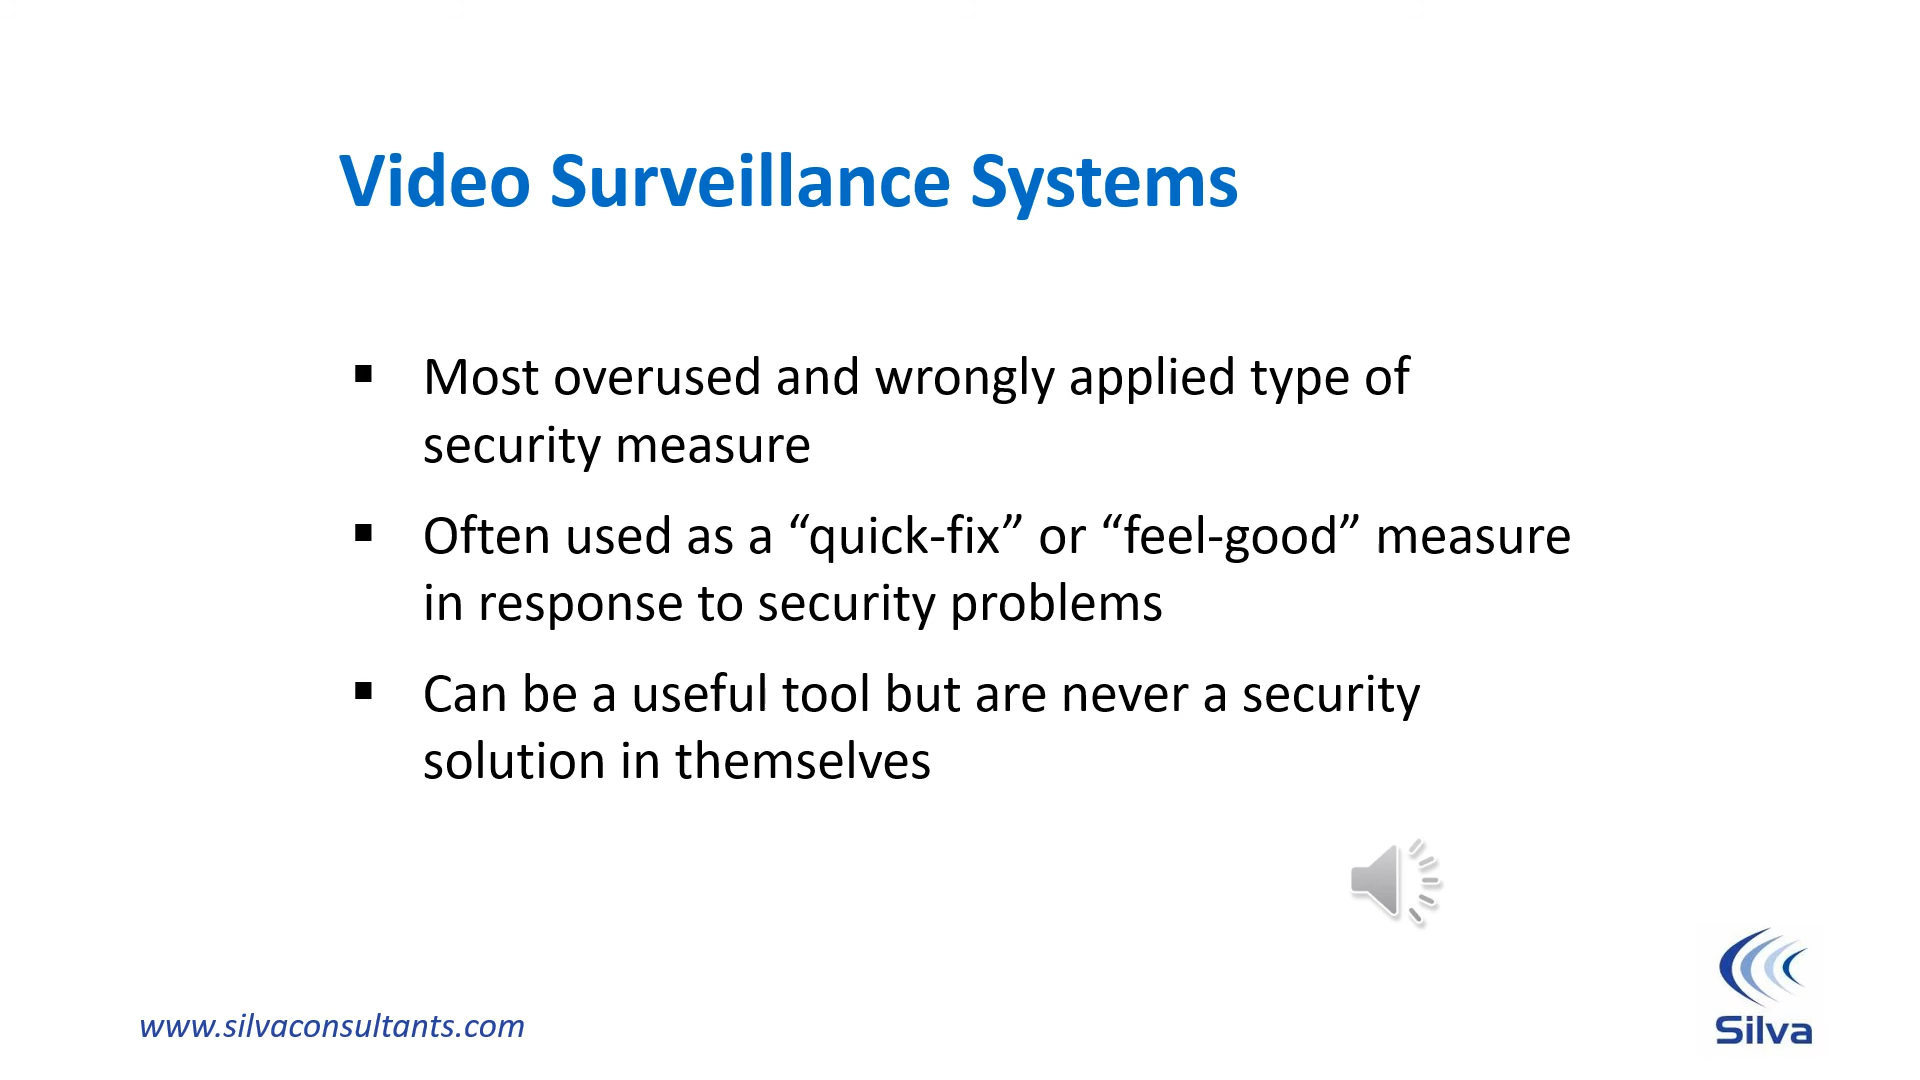 Video Surveillance Systems
▪ Most overused and wrongly applied type of
security measure
▪ Often used as a “quick-fix” or “feel-good” measure
in response to security problems
▪ Can be a useful tool but are never a security
solution in themselves
www.silvaconsultants.com
Silva